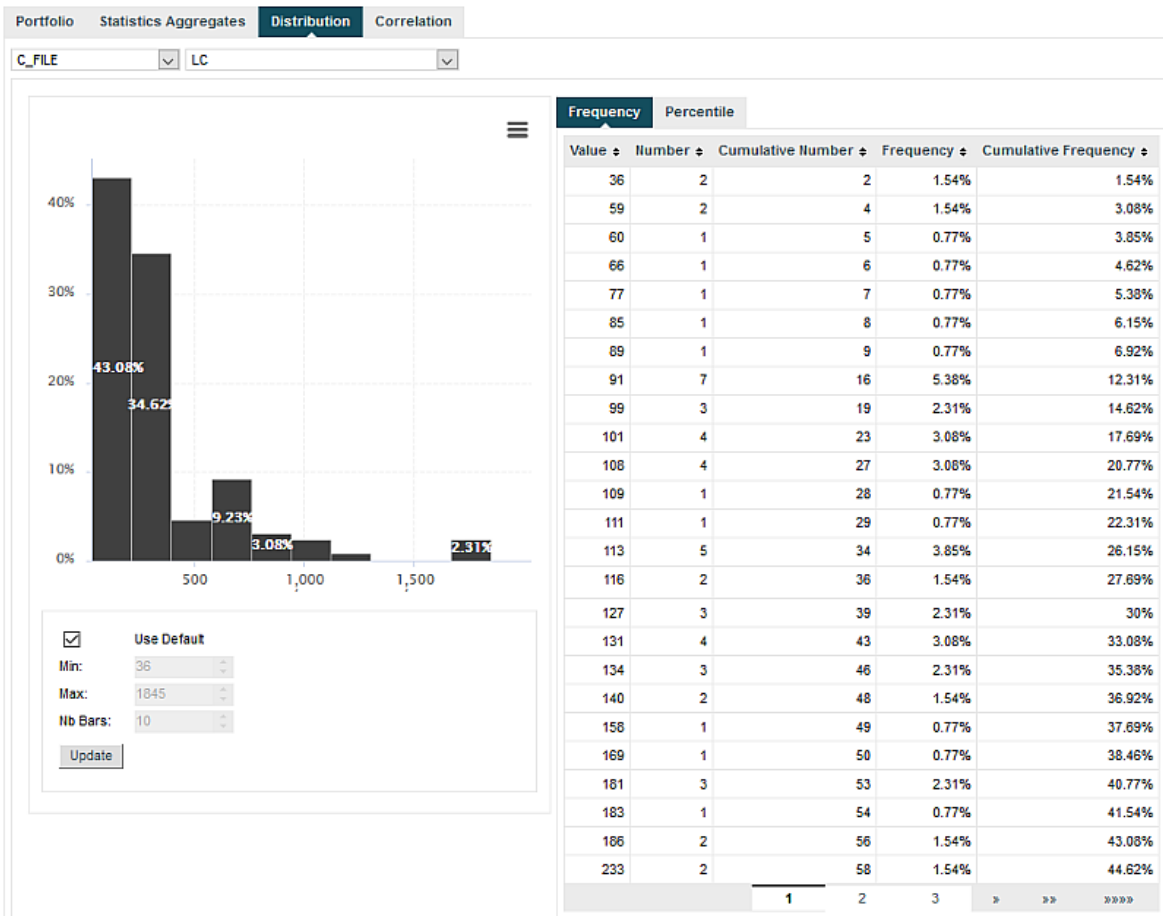 Portfolio Statistics Aggregates Distribution Correlation
C_FILE LC
Frequency Percentile
Value Number Cumulative Number Frequency Cumulative Frequency
36 2 2 1.54% 1.54%
59 2 4 1.54% 3.08%
60 1 5 0.77% 3.85%
66 1 6 0.77% 4.62%
77 1 7 0.77% 5.38%
85 1 8 0.77% 6.15%
89 1 9 0.77% 6.92%
91 7 16 5.38% 12.31%
99 3 19 2.31% 14.62%
101 4 23 3.08% 17.69%
108 4 27 3.08% 20.77%
109 1 28 0.77% 21.54%
111 1 29 0.77% 22.31%
113 5 34 3.85% 26.15%
116 2 36 1.54% 27.69%
127 3 39 2.31% 30%
131 4 43 3.08% 33.08%
134 3 46 2.31% 35.38%
140 2 48 1.54% 36.92%
158 1 49 0.77% 37.69%
169 1 50 0.77% 38.46%
181 3 53 2.31% 40.77%
183 1 54 0.77% 41.54%
186 2 56 1.54% 43.08%
233 2 58 1.54% 44.62%
1 2 3 » »» »»»»
40%
30%
20%
10%
0%
43.08%
34.62%
9.23%
3.08%
2.31%
500 1,000 1,500
Use Default
Min: 36
Max: 1845
Nb Bars: 10
Update